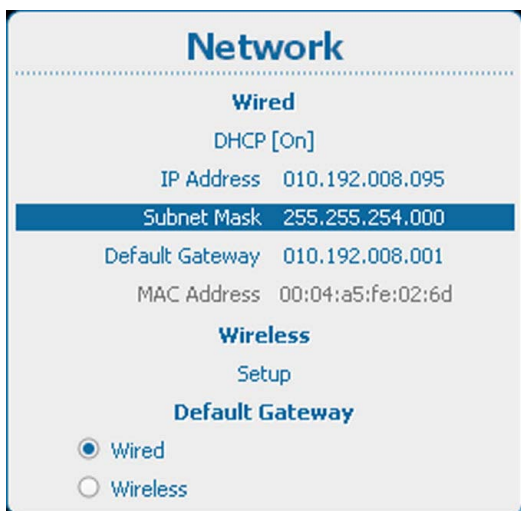 Network
Wired
DHCP [On]
IP Address 010.192.008.095
Subnet Mask 255.255.254.000
Default Gateway 010.192.008.001
MAC Address 00:04:a5:fe:02:6d
Wireless
Setup
Default Gateway
Wired
Wireless